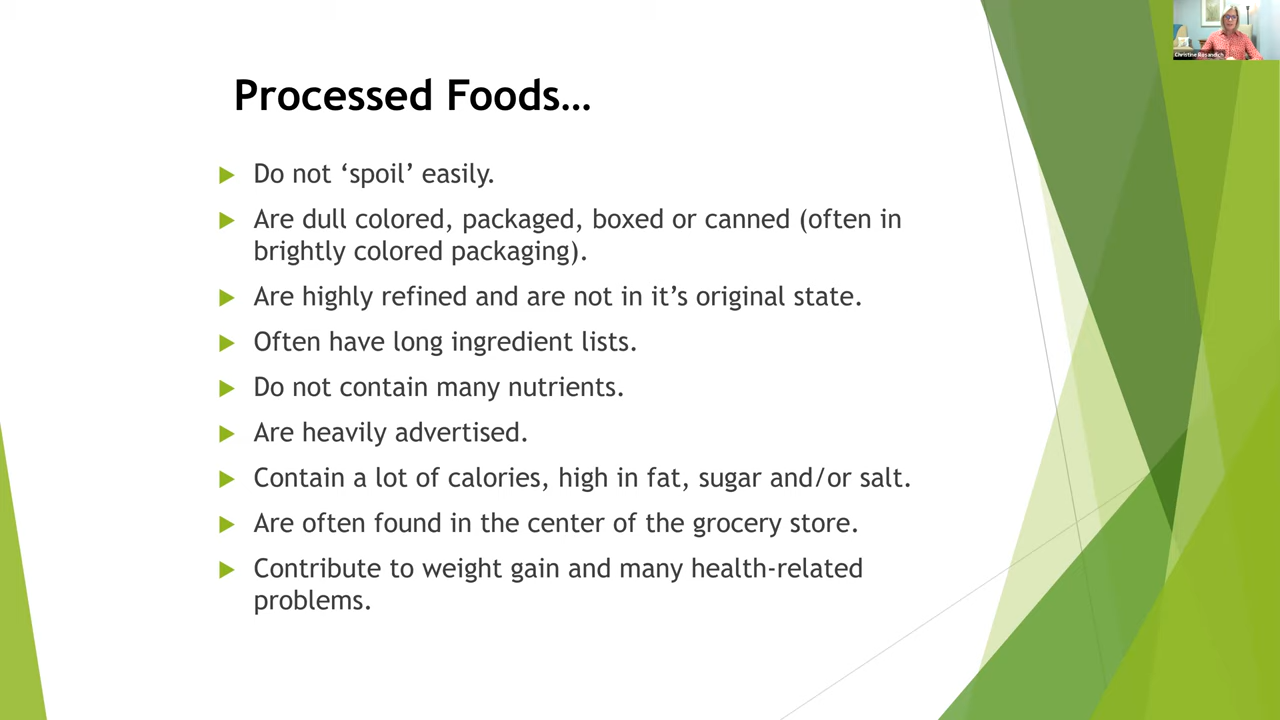 Processed Foods…
Do not ‘spoil’ easily.
Are dull colored, packaged, boxed or canned (often in
brightly colored packaging).
Are highly refined and are not in it’s original state.
Often have long ingredient lists.
Do not contain many nutrients.
Are heavily advertised.
Contain a lot of calories, high in fat, sugar and/or salt.
Are often found in the center of the grocery store.
Contribute to weight gain and many health-related
problems.
Christine Rosandich